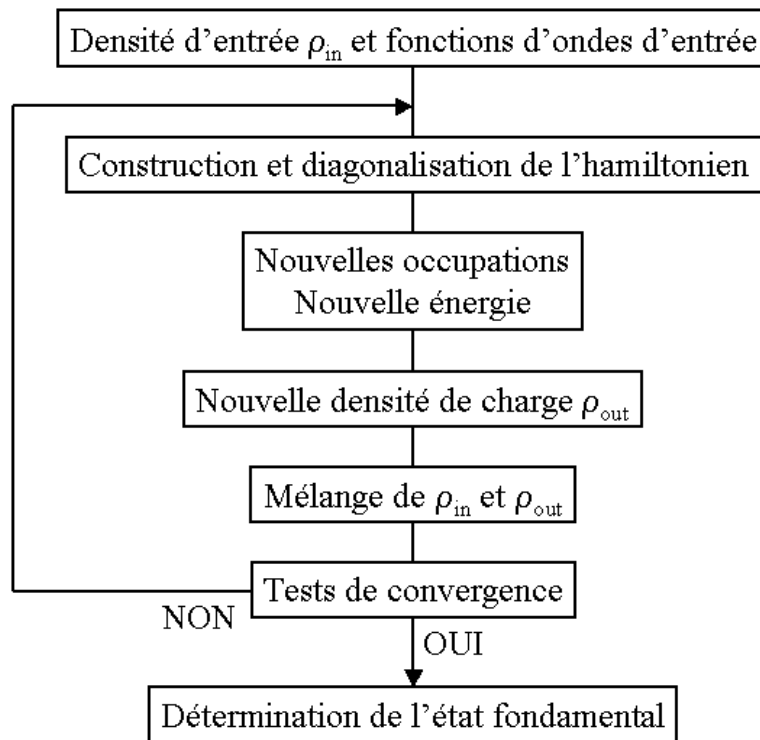 Densité d’entrée ρin et fonctions d’ondes d’entrée
Construction et diagonalisation de l’hamiltonien
Nouvelles occupations
Nouvelle énergie
Nouvelle densité de charge ρout
Mélange de ρin et ρout
Tests de convergence
NON
OUI
Détermination de l’état fondamental